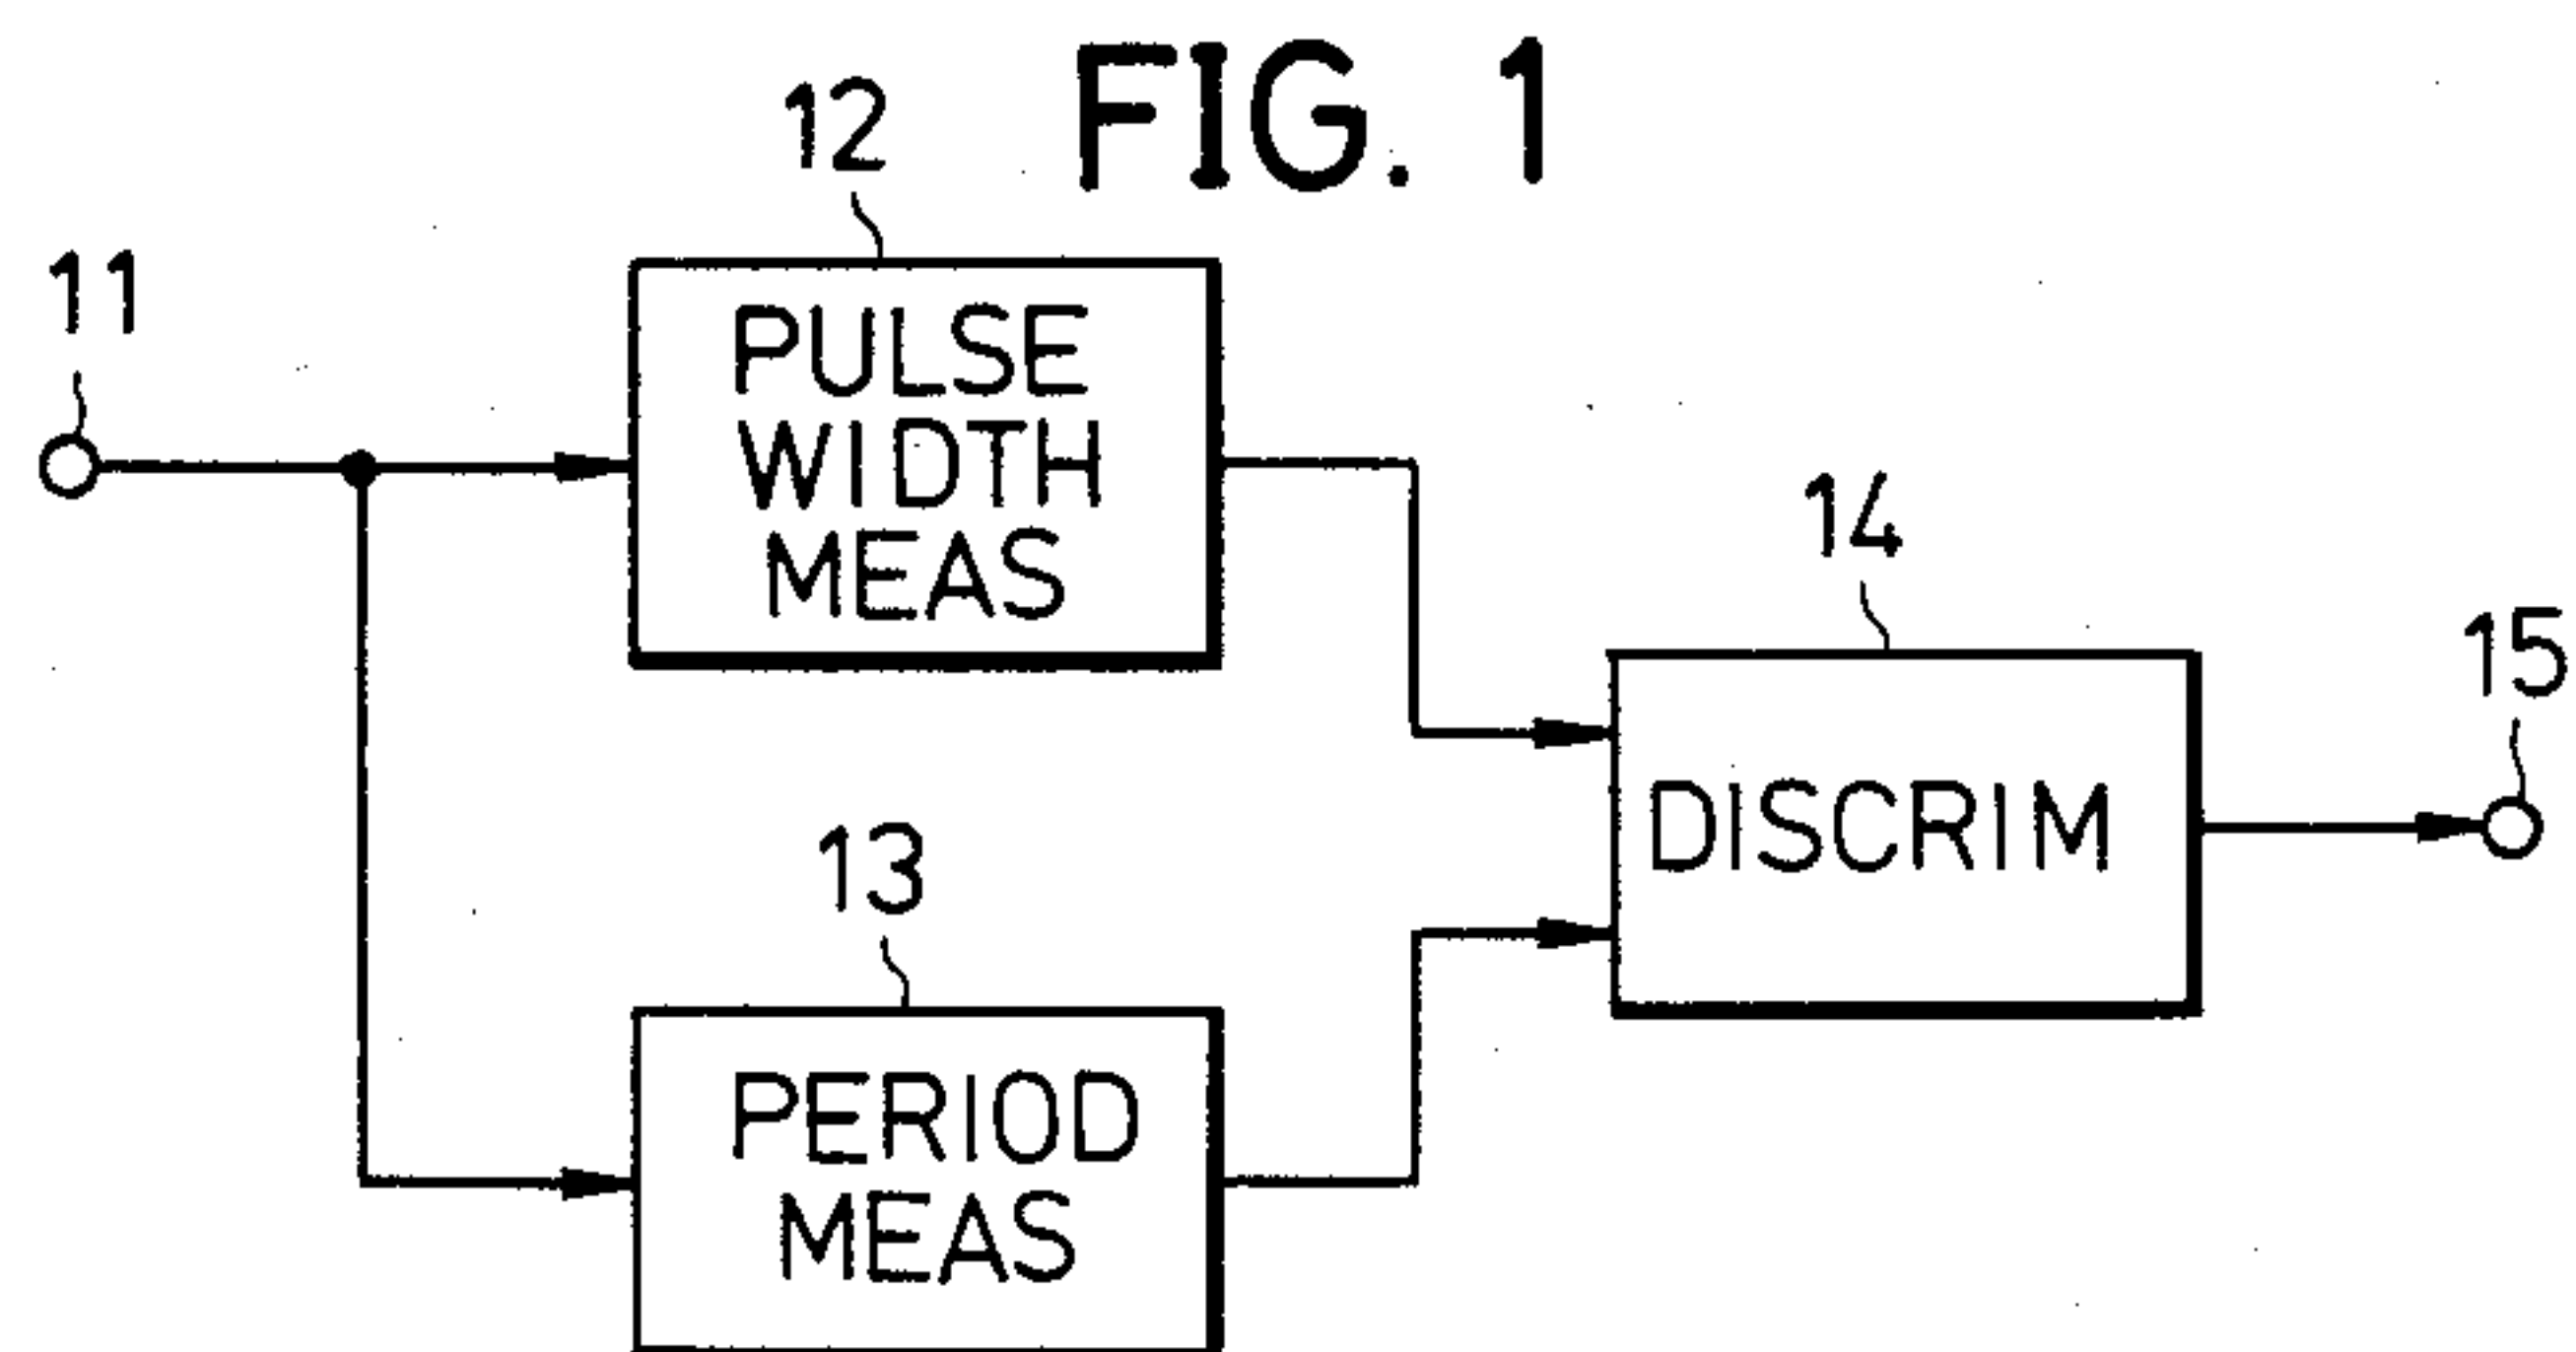 FIG. 1
12
11
PULSE
WIDTH
MEAS
14
15
DISCRIM
13
PERIOD
MEAS